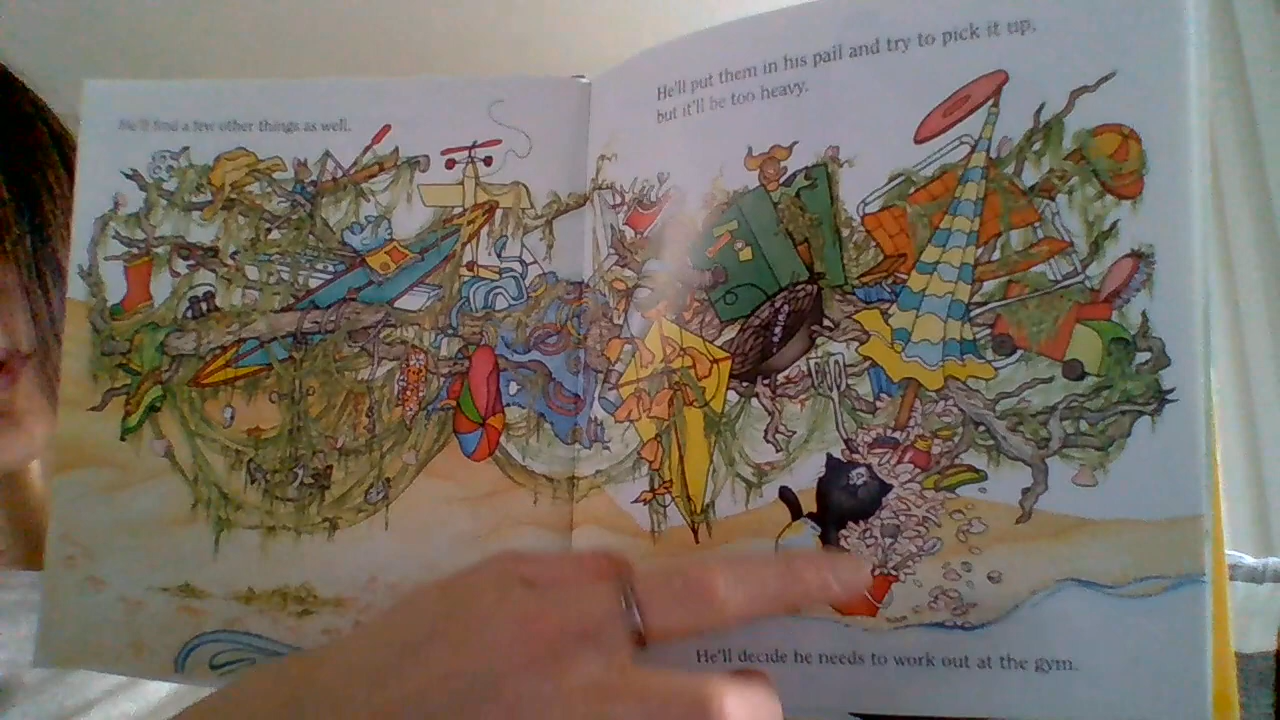 He'll find a few other things as well.
He'll put them in his pail and try to pick it up,
but it'll be too heavy.
He'll decide he needs to work out at the gym.